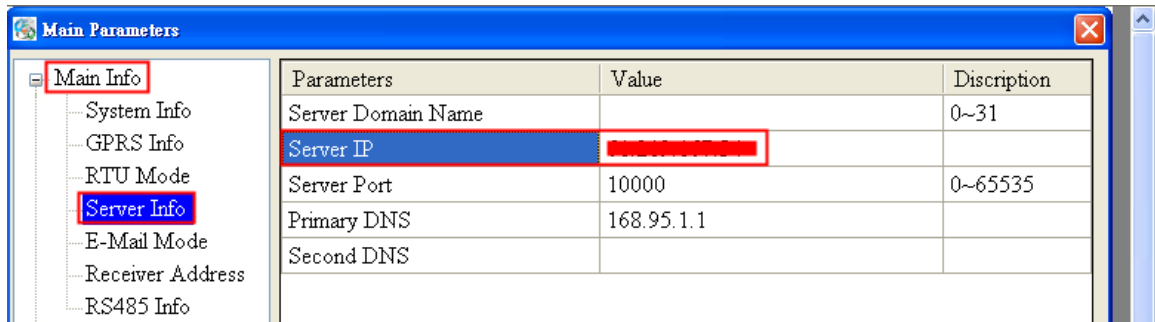 Main Parameters
Main Info
System Info
GPRS Info
RTU Mode
Server Info
E-Mail Mode
Receiver Address
RS485 Info
Parameters Value Discription
Server Domain Name 0~31
Server IP
Server Port 10000 0~65535
Primary DNS 168.95.1.1
Second DNS